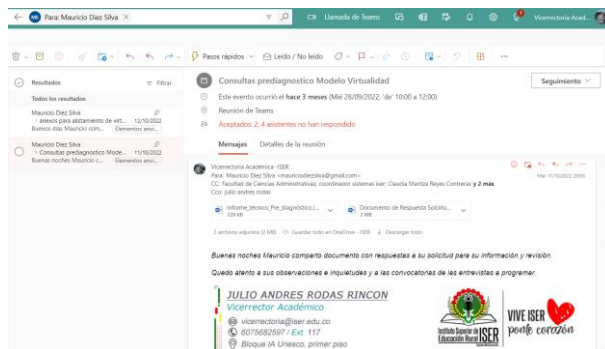 Para: Mauricio Diez Silva
Llamada de Teams
Vicerrectoria Acad...
Pasos rápidos
Leído / No leído
Resultados
Filtrar
Todos los resultados
Mauricio Diez Silva
anexos para alistamiento de virt... 12/10/2022
Buenos días Mauricio com... Elementos envi...
Mauricio Diez Silva
Consultas prediagnostico Mode... 11/10/2022
Buenas noches Mauricio c... Elementos envi...
Consultas prediagnostico Modelo Virtualidad
Seguimiento
Este evento ocurrió el hace 3 meses (Mié 28/09/2022, 'de' 10:00 a 12:00)
Reunión de Teams
Aceptados: 2, 4 asistentes no han respondido
Mensajes Detalles de la reunión
Vicerrectoria Académica -ISER
Para: Mauricio Diez Silva <mauriciodiezsilva@gmail.com>
Mar 11/10/2022
CC: Facultad de Ciencias Administrativas; coordinador sistemas iser; Claudia Maritza Reyes Contreras y 2 más
Cco: julio andres rodas
Informe_técnico_Pre_diagnóstico.(...
229 KB
Documento de Respuesta Solicitu...
2 MB
2 archivos adjuntos (2 MB) Guardar todo en OneDrive - ISER Descargar todo
Buenas noches Mauricio comparto documento con respuestas a su solicitud para su información y revisión.
Quedo atento a sus observaciones e inquietudes y a las convocatorias de las entrevistas a programar.
JULIO ANDRES RODAS RINCON
Vicerrector Académico
vicerrectoria@iser.edu.co
6075682597 / Ext. 117
Bloque IA Unesco, primer piso
Instituto Superior de Educación Rural ISER
VIVE ISER
ponle corazón